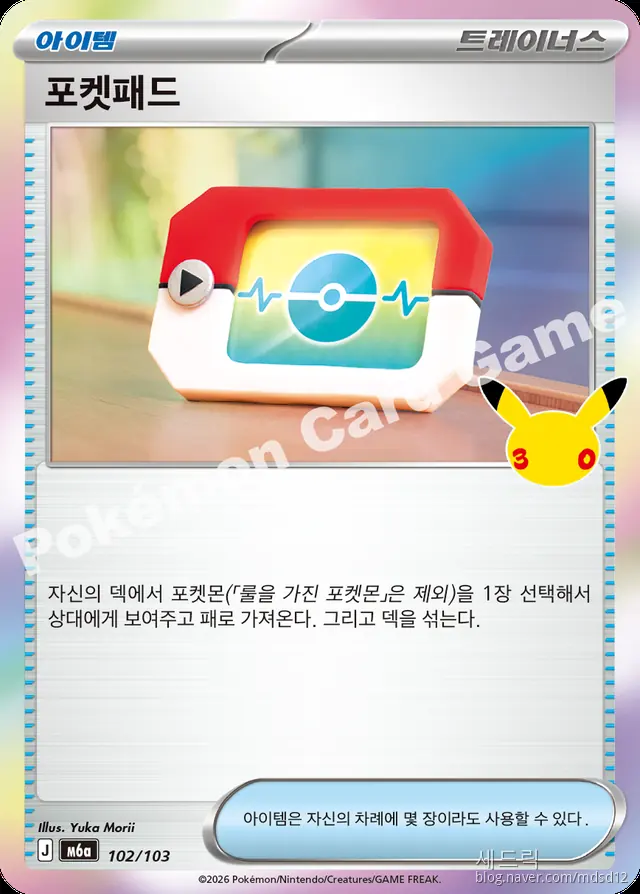 아이템
트레이너스
포켓패드
30
Pokémon Card Game
자신의 덱에서 포켓몬(「룰을 가진 포켓몬」은 제외)을 1장 선택해서
상대에게 보여주고 패로 가져온다. 그리고 덱을 섞는다.
아이템은 자신의 차례에 몇 장이라도 사용할 수 있다.
Illus. Yuka Morii
J M6a 102/103
©2026 Pokémon/Nintendo/Creatures/GAME FREAK.
세드릭
blog.naver.com/mdsd12